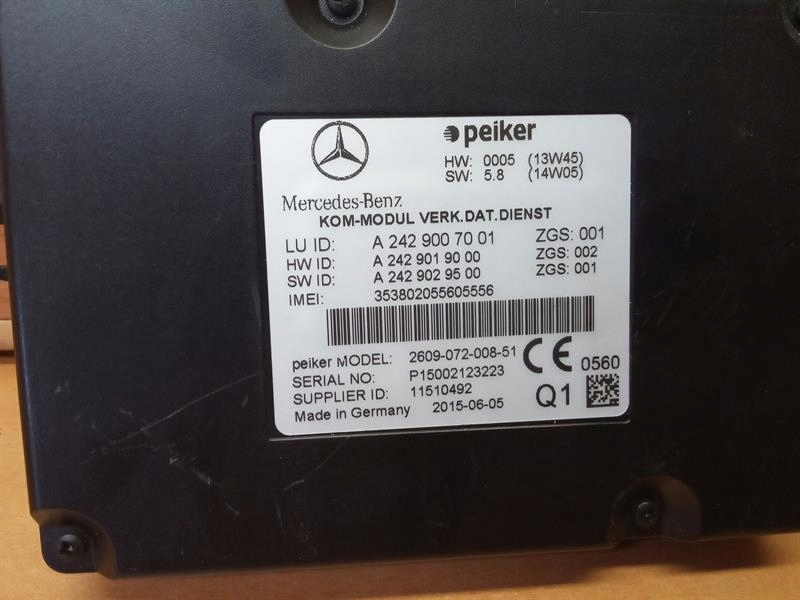 peiker
HW: 0005 (13W45)
SW: 5.8 (14W05)
Mercedes-Benz
KOM-MODUL VERK.DAT.DIENST
LU ID: A 242 900 70 01 ZGS: 001
HW ID: A 242 901 90 00 ZGS: 002
SW ID: A 242 902 95 00 ZGS: 001
IMEI: 353802055605556
peiker MODEL: 2609-072-008-51
SERIAL NO: P15002123223
SUPPLIER ID: 11510492
Made in Germany 2015-06-05
CE 0560
Q1